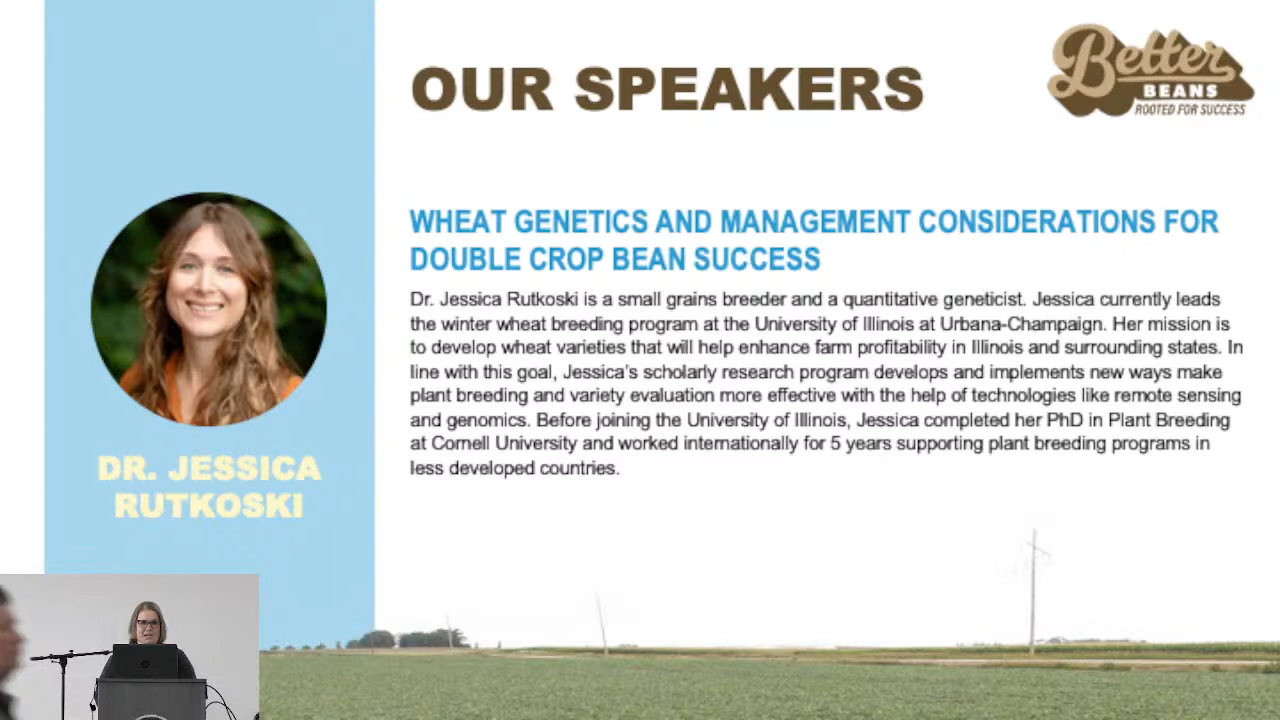 OUR SPEAKERS
Better
BEANS
ROOTED FOR SUCCESS
WHEAT GENETICS AND MANAGEMENT CONSIDERATIONS FOR
DOUBLE CROP BEAN SUCCESS
Dr. Jessica Rutkoski is a small grains breeder and a quantitative geneticist. Jessica currently leads
the winter wheat breeding program at the University of Illinois at Urbana-Champaign. Her mission is
to develop wheat varieties that will help enhance farm profitability in Illinois and surrounding states. In
line with this goal, Jessica's scholarly research program develops and implements new ways make
plant breeding and variety evaluation more effective with the help of technologies like remote sensing
and genomics. Before joining the University of Illinois, Jessica completed her PhD in Plant Breeding
at Cornell University and worked internationally for 5 years supporting plant breeding programs in
less developed countries.
DR. JESSICA
RUTKOSKI